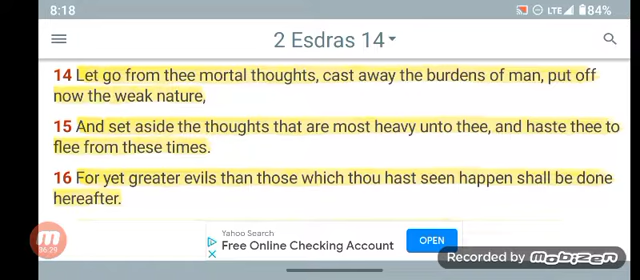 8:18
LTE 84%
2 Esdras 14
14 Let go from thee mortal thoughts, cast away the burdens of man, put off
now the weak nature,
15 And set aside the thoughts that are most heavy unto thee, and haste thee to
flee from these times.
16 For yet greater evils than those which thou hast seen happen shall be done
hereafter.
Yahoo Search
Free Online Checking Account
OPEN
36:29
Recorded by
mobizen